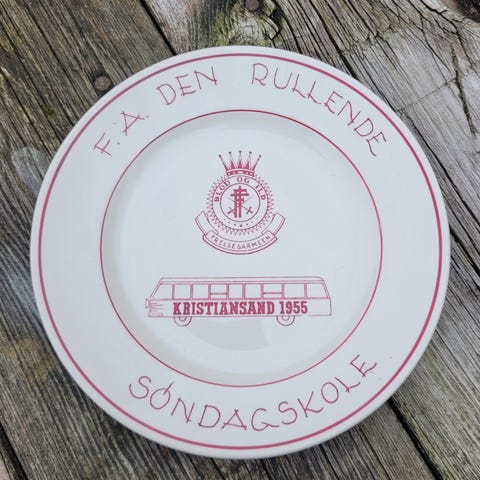 F. A. DEN RULLENDE
BLOD OG ILD
FRELSESARMEEN
KRISTIANSAND 1955
SØNDAGSKOLE